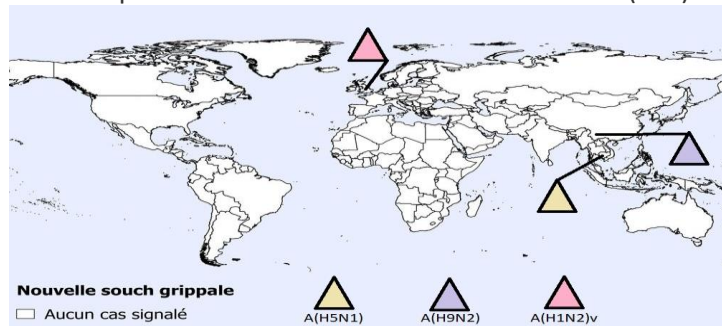 Nouvelle souch grippale
Aucun cas signalé
A(H5N1)
A(H9N2)
A(H1N2)v